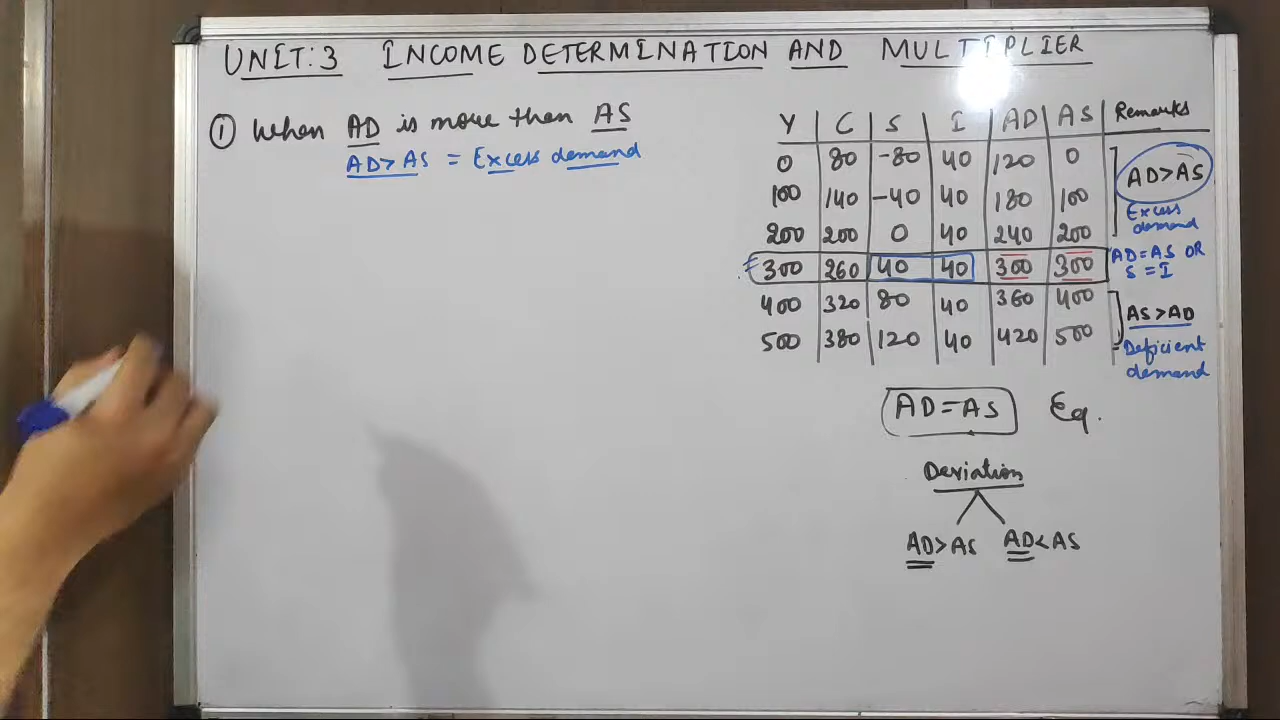 UNIT:3 INCOME DETERMINATION AND MULTIPLIER
① When AD is more than AS
AD>AS = Excess demand
Y C S I AD AS Remarks
0 80 -80 40 120 0
100 140 -40 40 180 100
200 200 0 40 240 200
300 260 40 40 300 300
400 320 80 40 360 400
500 380 120 40 420 500
AD>AS
Excess
demand
AD=AS OR
S=I
AS>AD
Deficient
demand
AD=AS Eq.
Deviation
AD>AS AD<AS